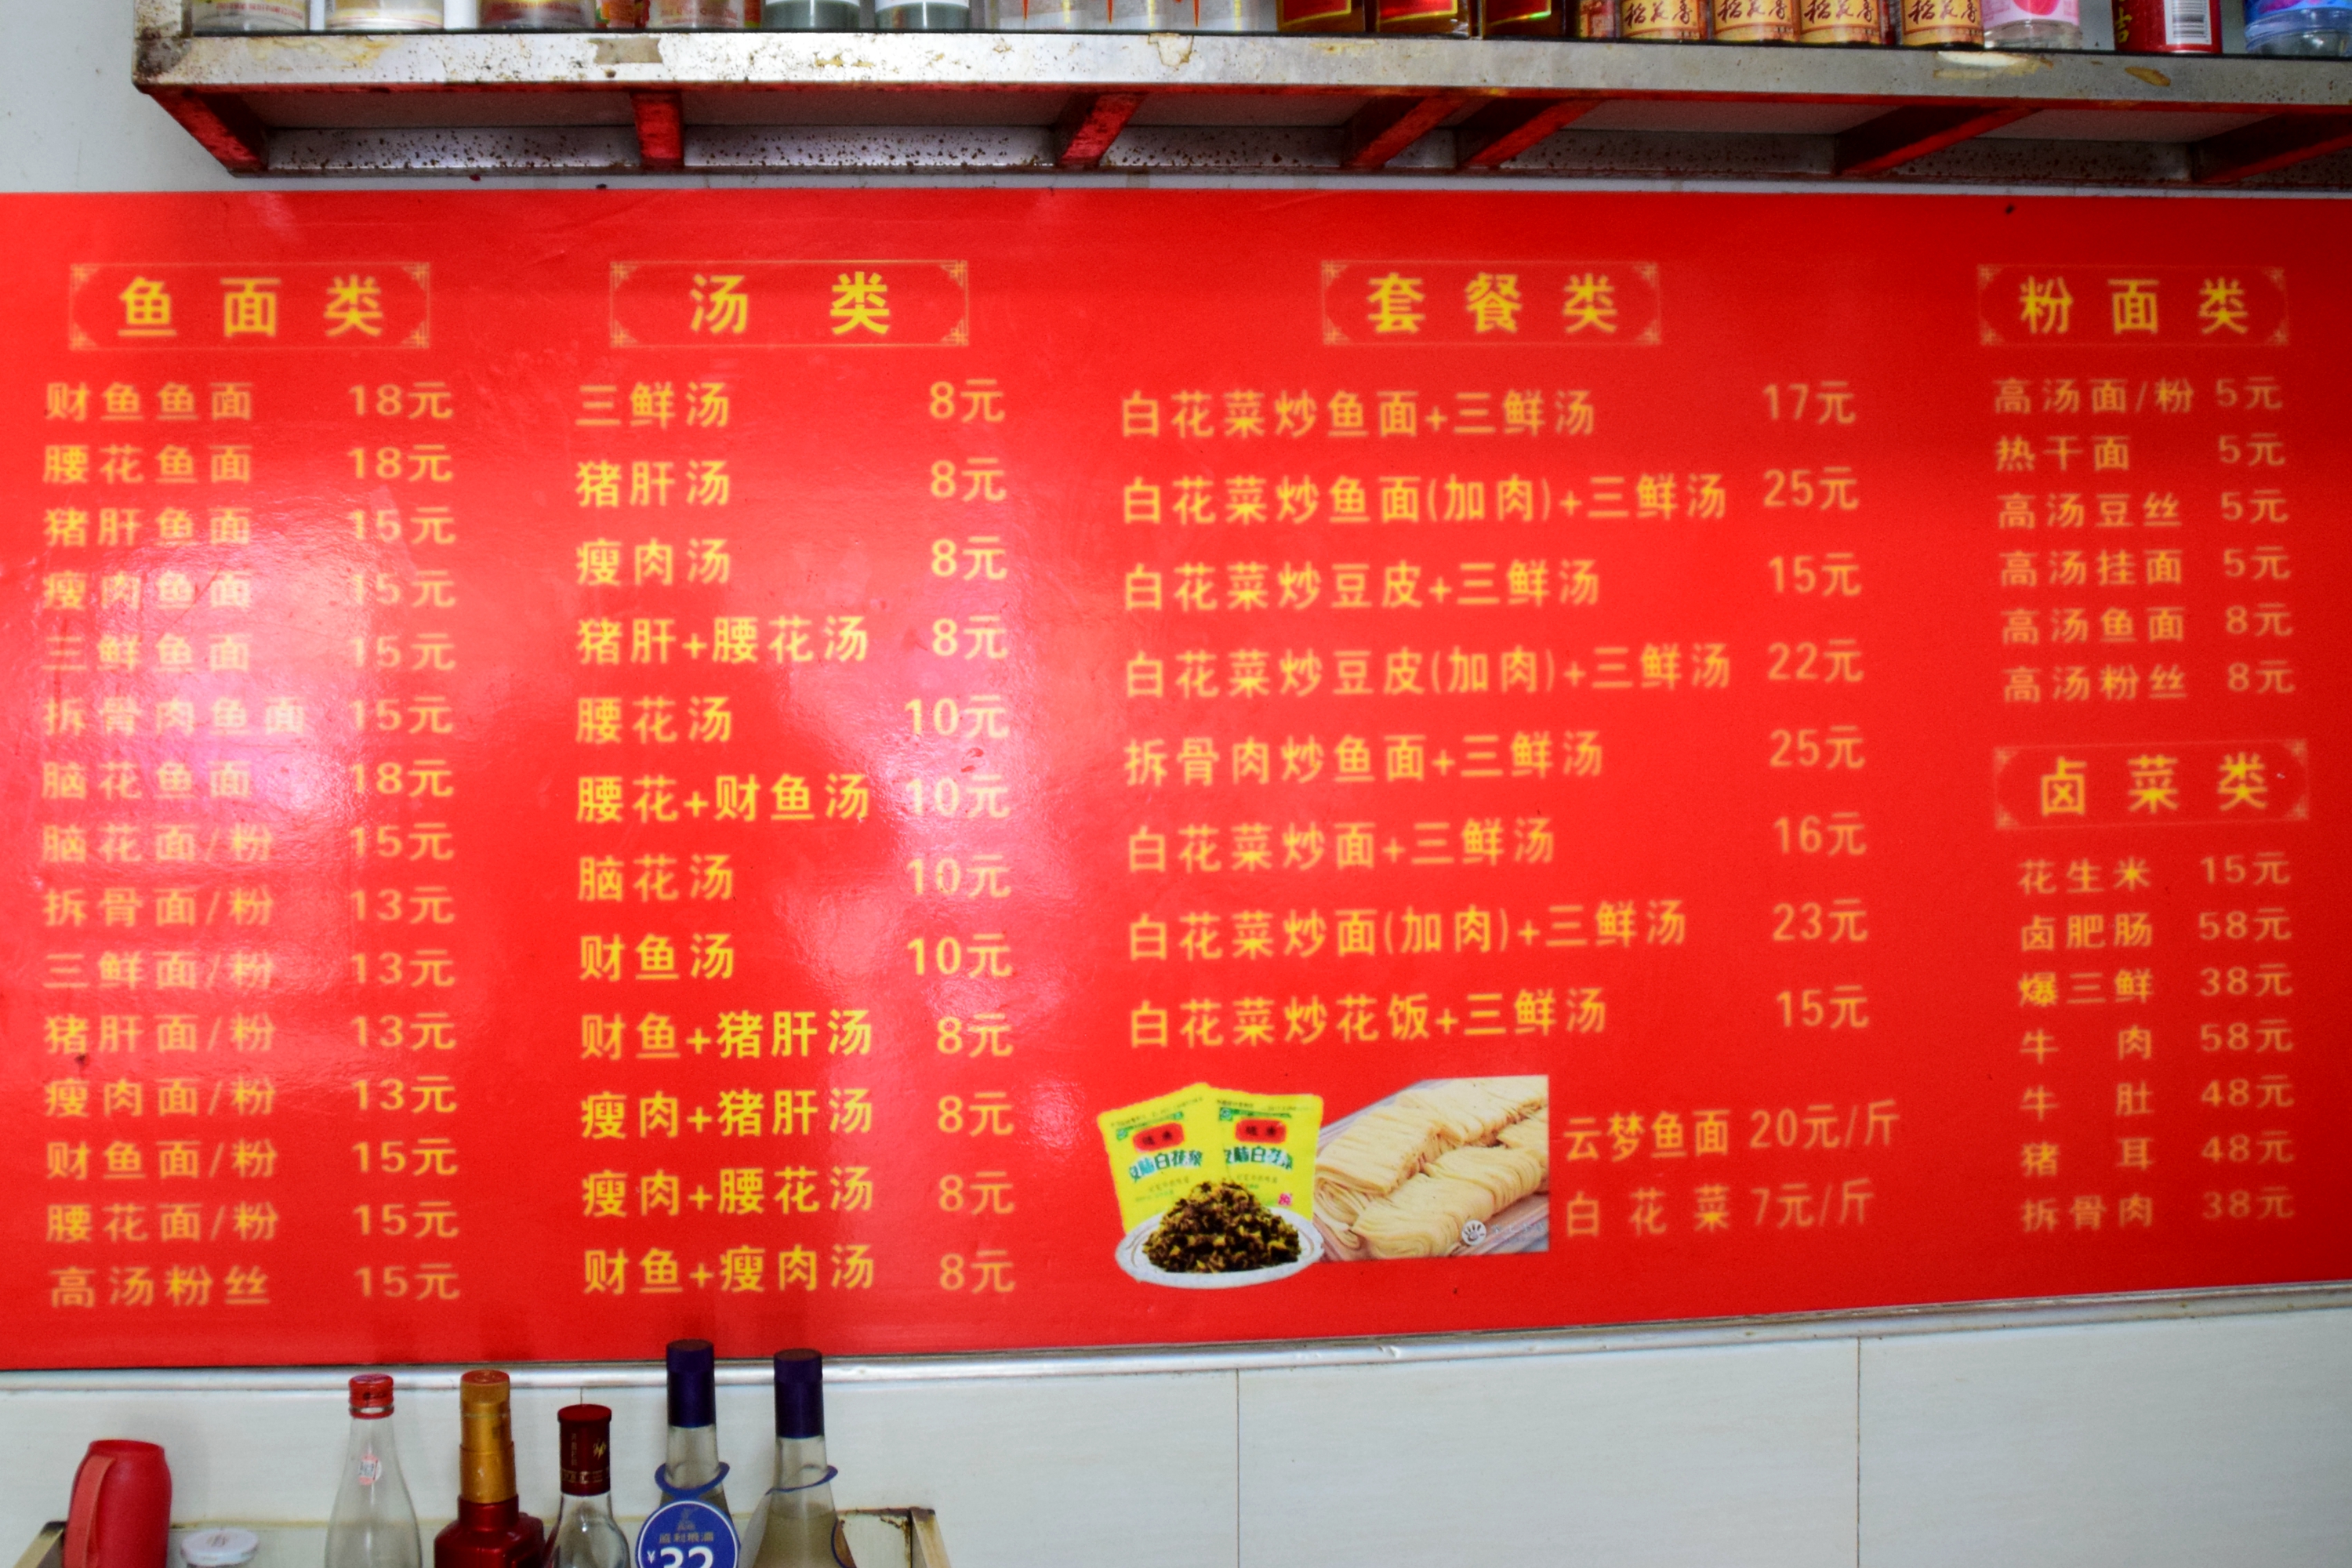 稻花香 稻花香 稻花香 稻花香
鱼面类
财鱼鱼面 18元
腰花鱼面 18元
猪肝鱼面 15元
瘦肉鱼面 15元
三鲜鱼面 15元
拆骨肉鱼面 15元
脑花鱼面 18元
脑花面/粉 15元
拆骨面/粉 13元
三鲜面/粉 13元
猪肝面/粉 13元
瘦肉面/粉 13元
财鱼面/粉 15元
腰花面/粉 15元
高汤粉丝 15元
汤类
三鲜汤 8元
猪肝汤 8元
瘦肉汤 8元
猪肝+腰花汤 8元
腰花汤 10元
腰花+财鱼汤 10元
脑花汤 10元
财鱼汤 10元
财鱼+猪肝汤 8元
瘦肉+猪肝汤 8元
瘦肉+腰花汤 8元
财鱼+瘦肉汤 8元
套餐类
白花菜炒鱼面+三鲜汤 17元
白花菜炒鱼面(加肉)+三鲜汤 25元
白花菜炒豆皮+三鲜汤 15元
白花菜炒豆皮(加肉)+三鲜汤 22元
拆骨肉炒鱼面+三鲜汤 25元
白花菜炒面+三鲜汤 16元
白花菜炒面(加肉)+三鲜汤 23元
白花菜炒花饭+三鲜汤 15元
云梦鱼面 20元/斤
白花菜 7元/斤
粉面类
高汤面/粉 5元
热干面 5元
高汤豆丝 5元
高汤挂面 5元
高汤鱼面 8元
高汤粉丝 8元
卤菜类
花生米 15元
卤肥肠 58元
爆三鲜 38元
牛肉 58元
牛肚 48元
猪耳 48元
拆骨肉 38元
¥32